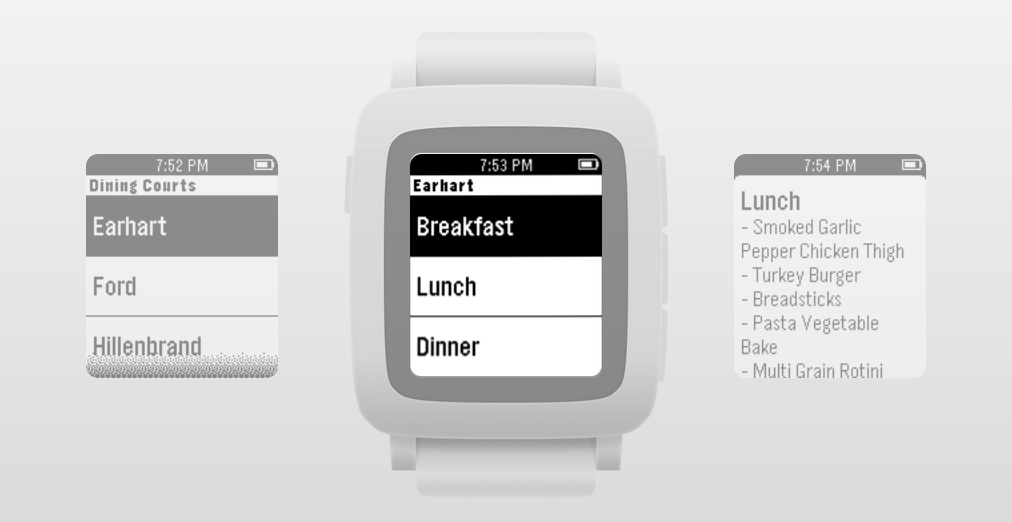 7:52 PM
Dining Courts
Earhart
Ford
Hillenbrand
7:53 PM
Earhart
Breakfast
Lunch
Dinner
7:54 PM
Lunch
- Smoked Garlic
Pepper Chicken Thigh
- Turkey Burger
- Breadsticks
- Pasta Vegetable
Bake
- Multi Grain Rotini